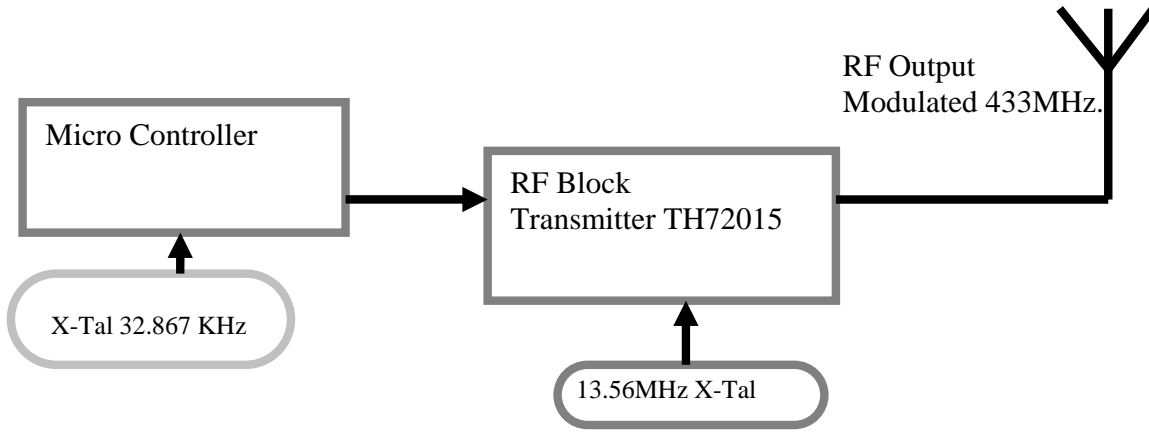 RF Output
Modulated 433MHz.
Micro Controller
RF Block
Transmitter TH72015
X-Tal 32.867 KHz
13.56MHz X-Tal